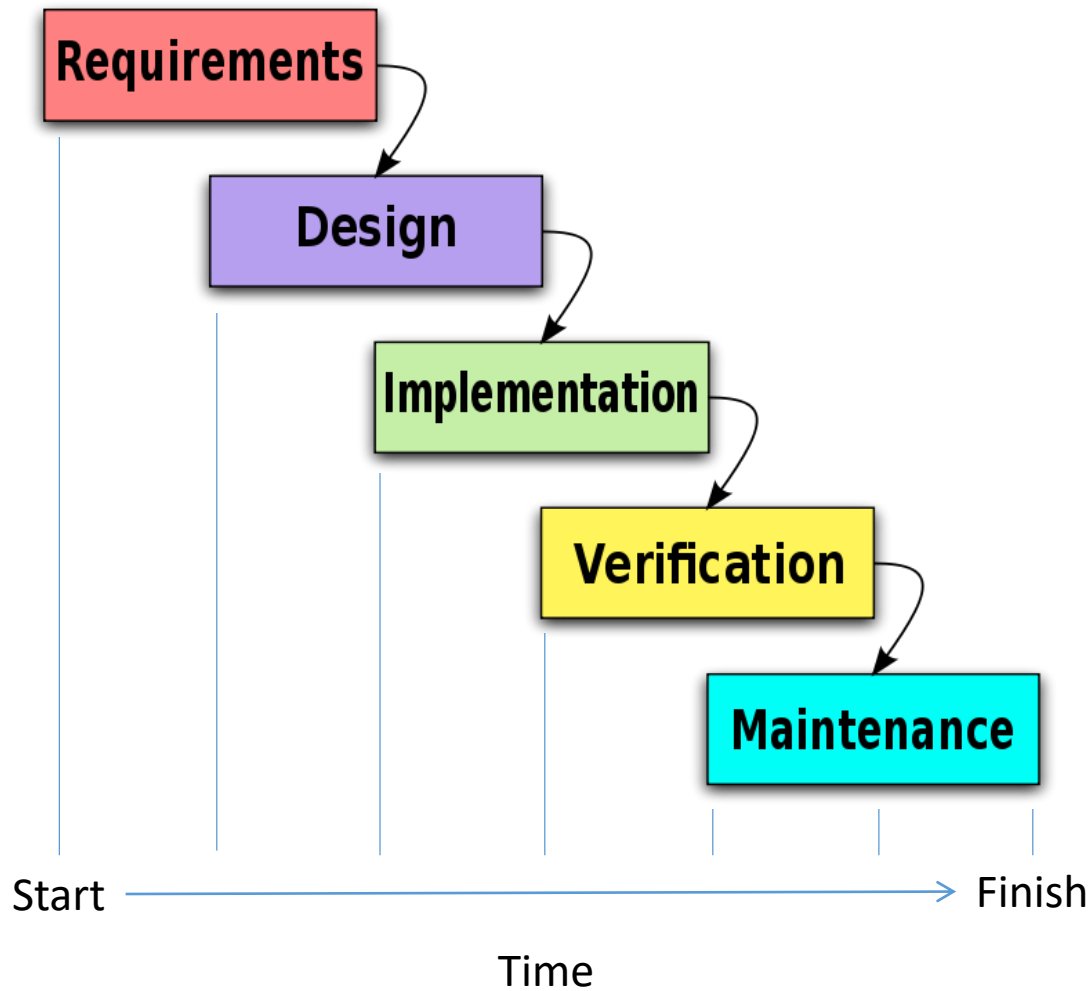 Requirements
Design
Implementation
Verification
Maintenance
Start
Finish
Time